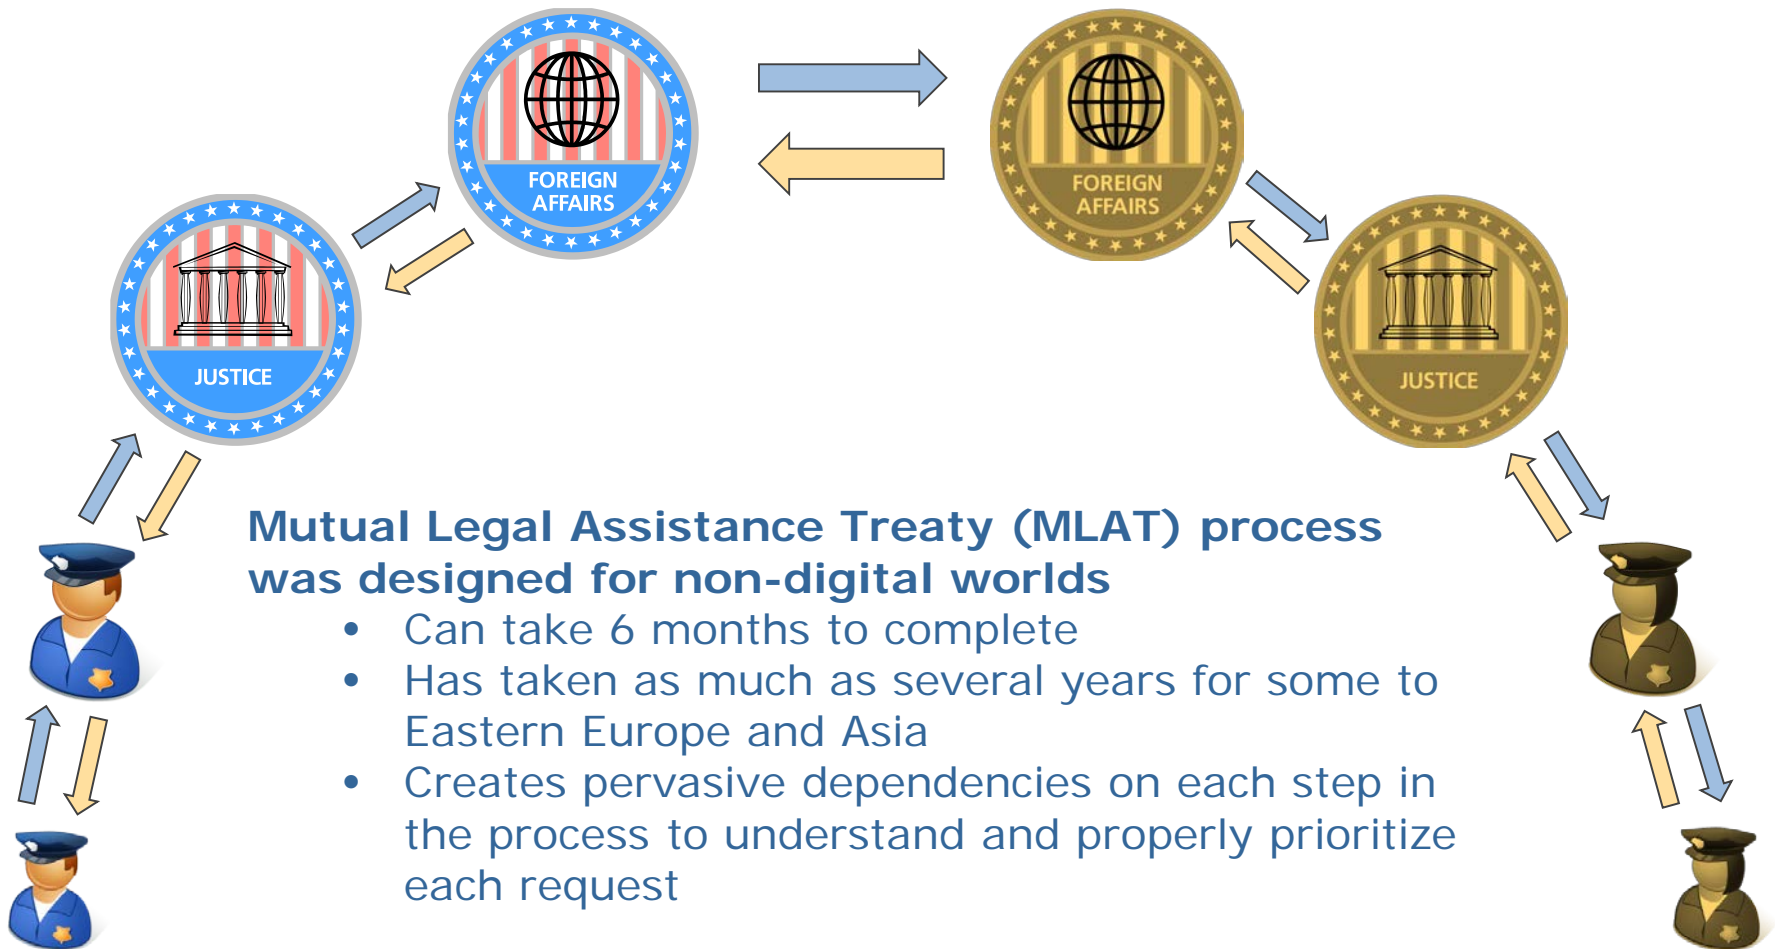 FOREIGN
AFFAIRS
FOREIGN
AFFAIRS
JUSTICE
JUSTICE
Mutual Legal Assistance Treaty (MLAT) process
was designed for non-digital worlds
• Can take 6 months to complete
• Has taken as much as several years for some to
Eastern Europe and Asia
• Creates pervasive dependencies on each step in
the process to understand and properly prioritize
each request